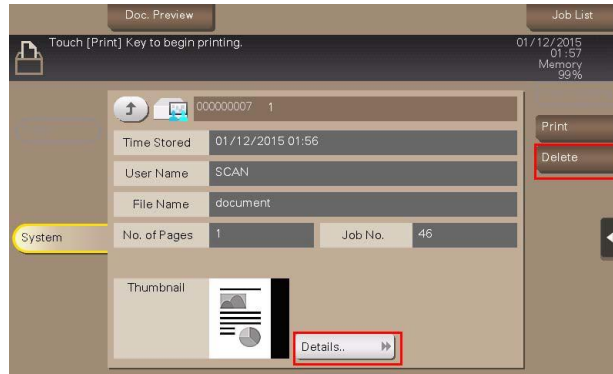 Doc. Preview
Job List
Touch [Print] Key to begin printing.
01/12/2015
01:57
Memory
99%
000000007 1
Time Stored 01/12/2015 01:56
User Name SCAN
File Name document
No. of Pages 1 Job No. 46
Print
Delete
System
Thumbnail
Details..